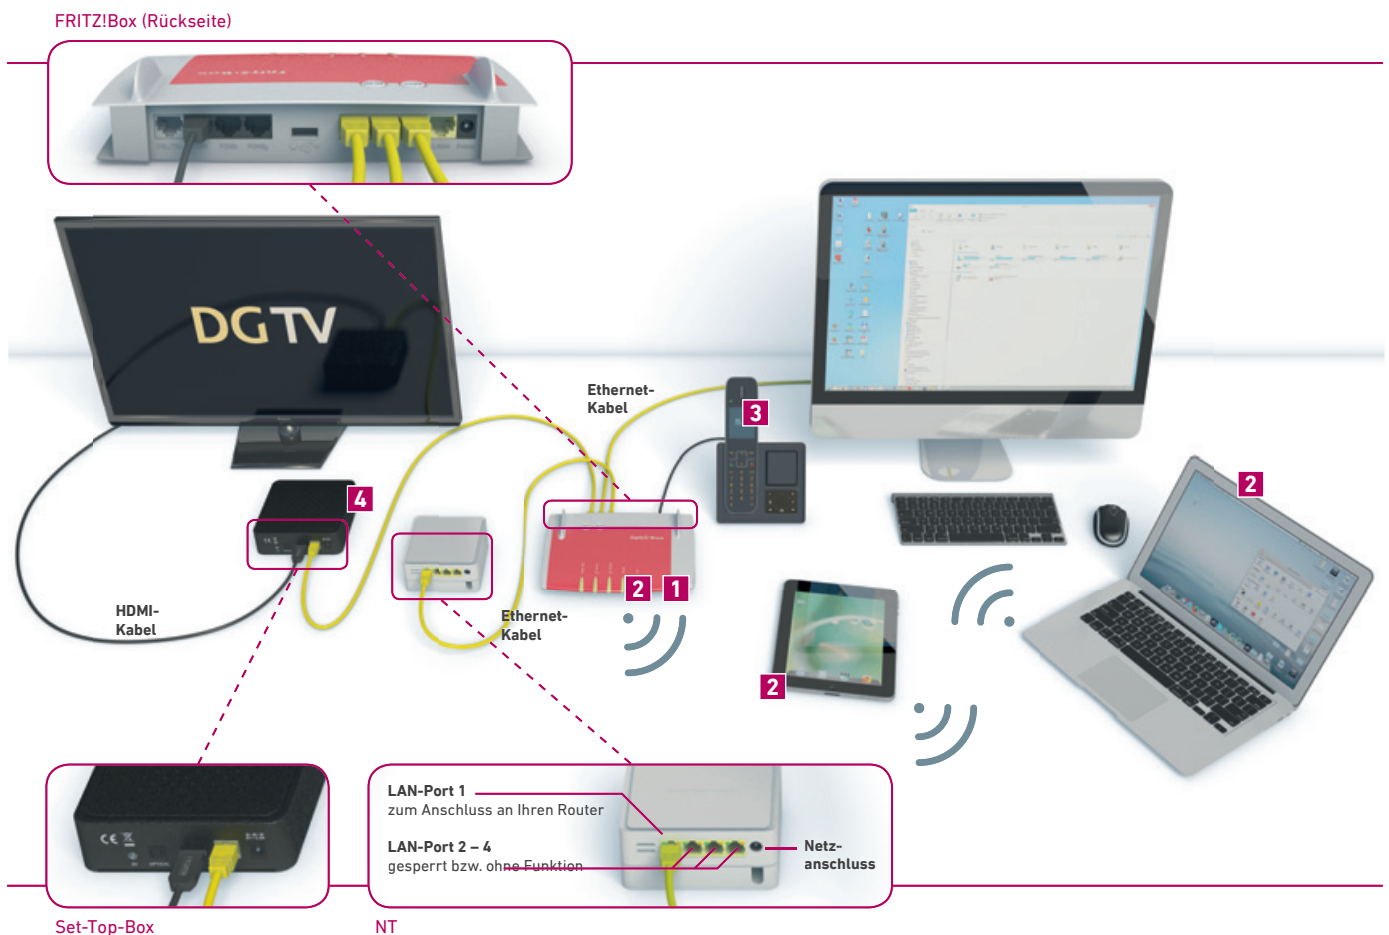 FRITZ!Box (Rückseite)
DGTV
Ethernet-
Kabel
3
4
2
HDMI-
Kabel
Ethernet-
Kabel
2
1
2
LAN-Port 1
zum Anschluss an Ihren Router
LAN-Port 2 – 4
gesperrt bzw. ohne Funktion
Netz-
anschluss
Set-Top-Box
NT